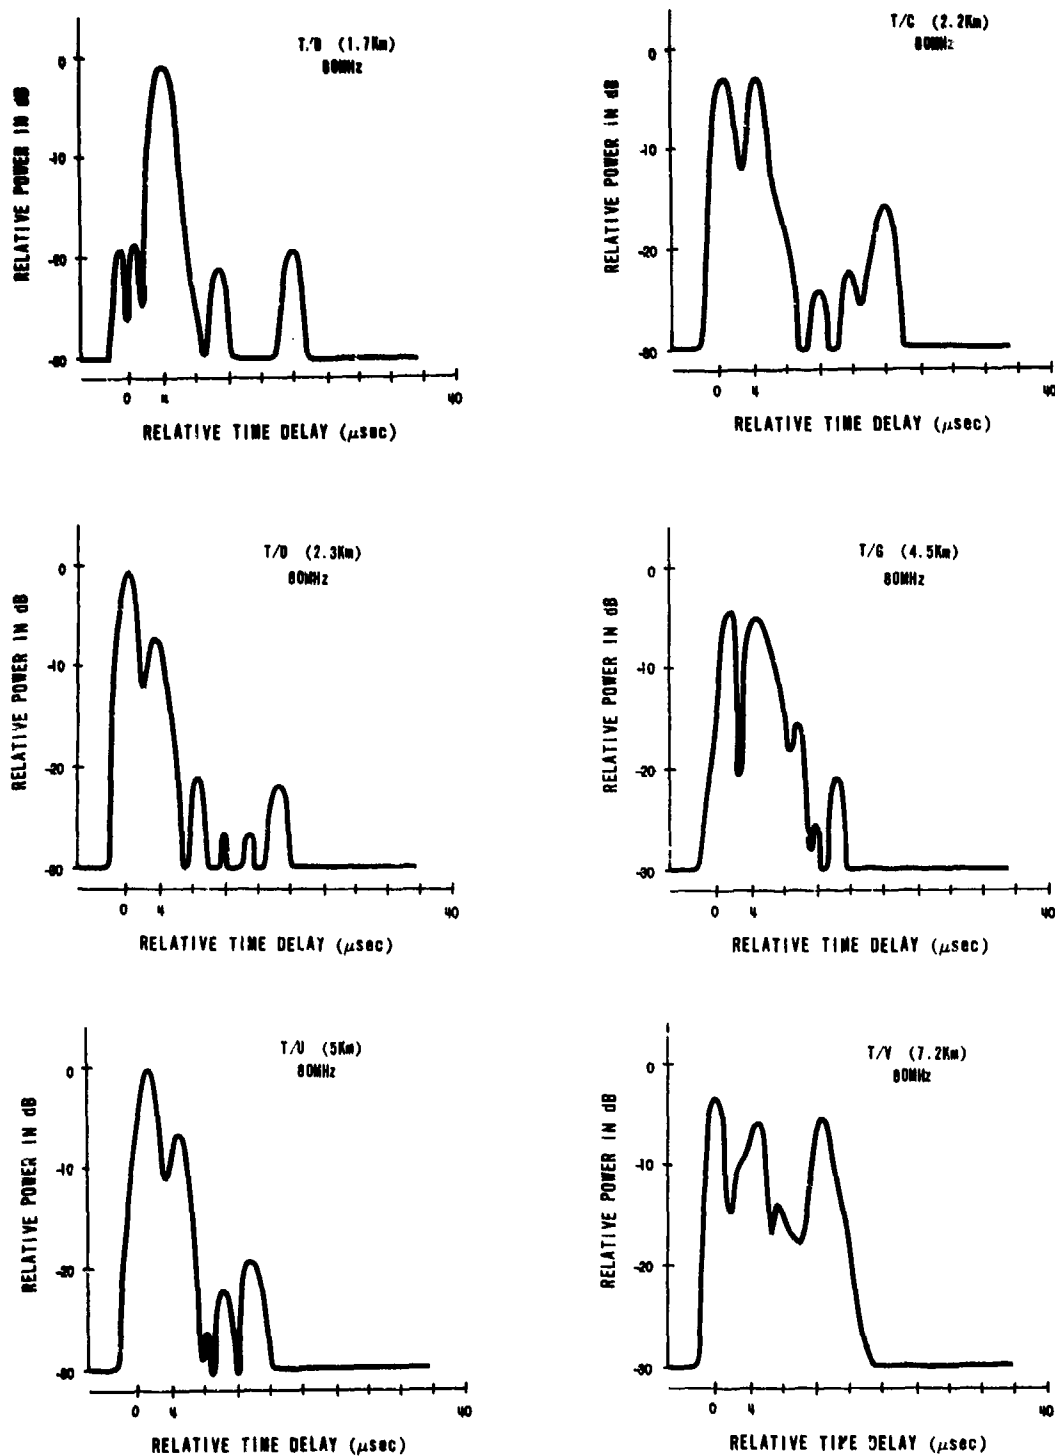 T/B (1.7Km)
80MHz
RELATIVE POWER IN dB
0
-10
-20
-30
0 4 40
RELATIVE TIME DELAY (μsec)
T/C (2.2Km)
80MHz
RELATIVE POWER IN dB
0
-10
-20
-30
0 4 40
RELATIVE TIME DELAY (μsec)
T/D (2.3Km)
80MHz
RELATIVE POWER IN dB
0
-10
-20
-30
0 4 40
RELATIVE TIME DELAY (μsec)
T/G (4.5Km)
80MHz
RELATIVE POWER IN dB
0
-10
-20
-30
0 4 40
RELATIVE TIME DELAY (μsec)
T/U (5Km)
80MHz
RELATIVE POWER IN dB
0
-10
-20
-30
0 4 40
RELATIVE TIME DELAY (μsec)
T/V (7.2Km)
80MHz
RELATIVE POWER IN dB
0
-10
-20
-30
0 4 40
RELATIVE TIME DELAY (μsec)